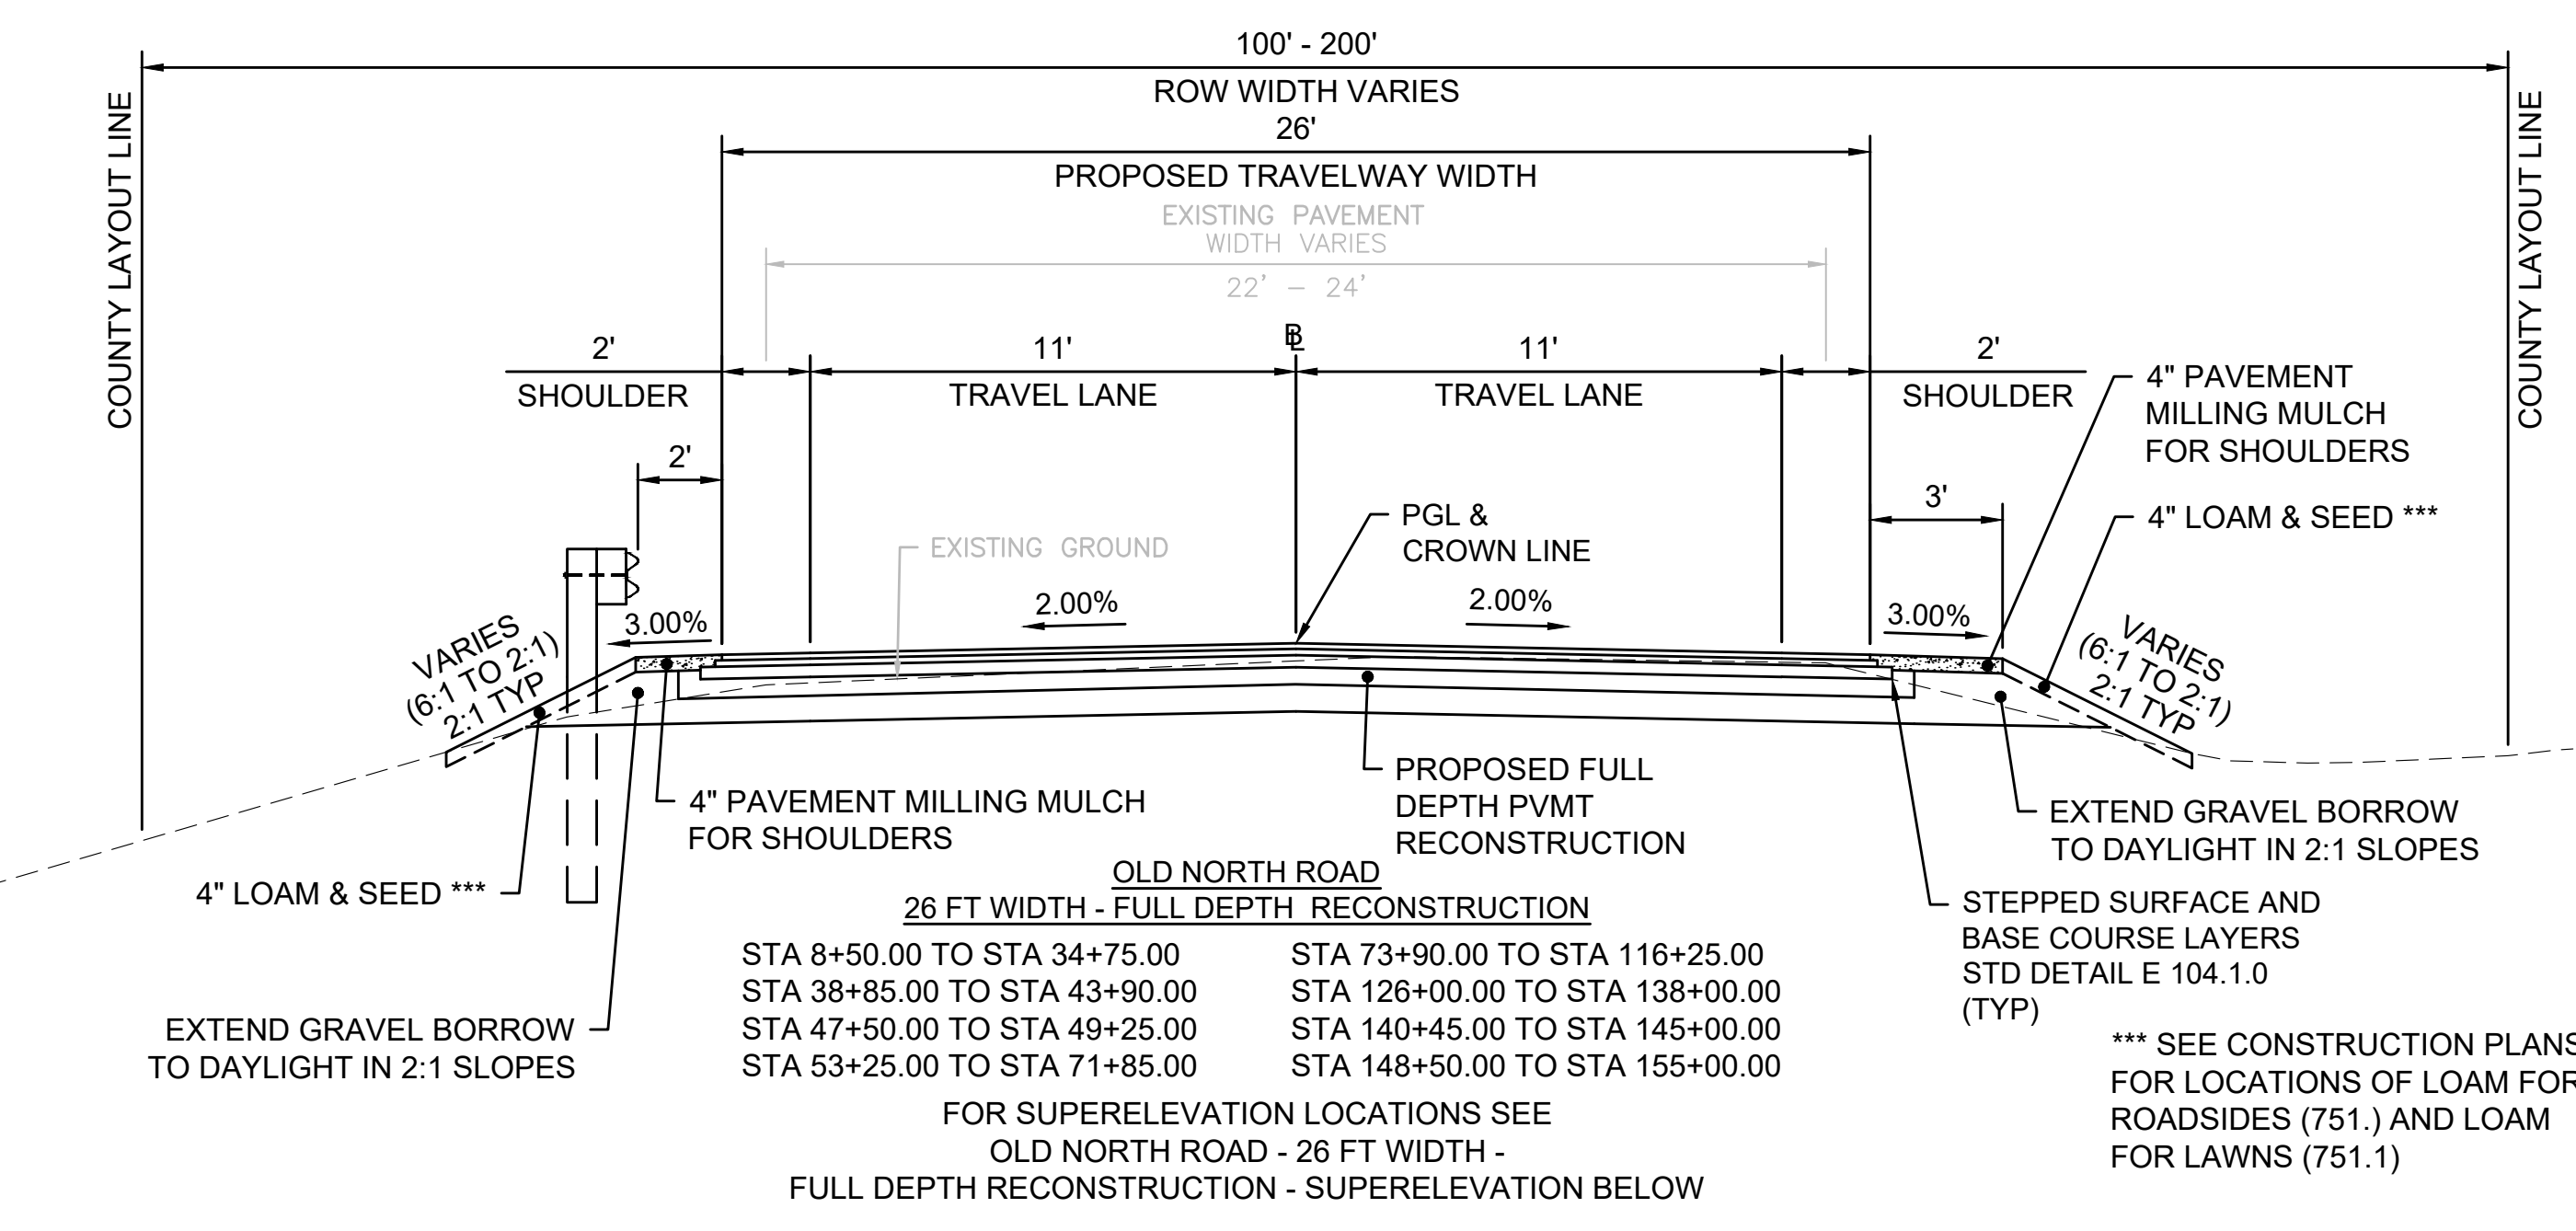 100' - 200'
ROW WIDTH VARIES
26'
PROPOSED TRAVELWAY WIDTH
EXISTING PAVEMENT
WIDTH VARIES
22' - 24'
COUNTY LAYOUT LINE
COUNTY LAYOUT LINE
2'
SHOULDER
11'
TRAVEL LANE
BL
11'
TRAVEL LANE
2'
SHOULDER
4" PAVEMENT
MILLING MULCH
FOR SHOULDERS
2'
3'
4" LOAM & SEED ***
PGL &
CROWN LINE
EXISTING GROUND
3.00%
2.00%
2.00%
3.00%
VARIES
(6:1 TO 2:1)
2:1 TYP
VARIES
(6:1 TO 2:1)
2:1 TYP
4" PAVEMENT MILLING MULCH
FOR SHOULDERS
PROPOSED FULL
DEPTH PVMT
RECONSTRUCTION
EXTEND GRAVEL BORROW
TO DAYLIGHT IN 2:1 SLOPES
4" LOAM & SEED ***
EXTEND GRAVEL BORROW
TO DAYLIGHT IN 2:1 SLOPES
STEPPED SURFACE AND
BASE COURSE LAYERS
STD DETAIL E 104.1.0
(TYP)
OLD NORTH ROAD
26 FT WIDTH - FULL DEPTH RECONSTRUCTION
STA 8+50.00 TO STA 34+75.00
STA 38+85.00 TO STA 43+90.00
STA 47+50.00 TO STA 49+25.00
STA 53+25.00 TO STA 71+85.00
STA 73+90.00 TO STA 116+25.00
STA 126+00.00 TO STA 138+00.00
STA 140+45.00 TO STA 145+00.00
STA 148+50.00 TO STA 155+00.00
FOR SUPERELEVATION LOCATIONS SEE
OLD NORTH ROAD - 26 FT WIDTH -
FULL DEPTH RECONSTRUCTION - SUPERELEVATION BELOW
*** SEE CONSTRUCTION PLANS
FOR LOCATIONS OF LOAM FOR
ROADSIDES (751.) AND LOAM
FOR LAWNS (751.1)